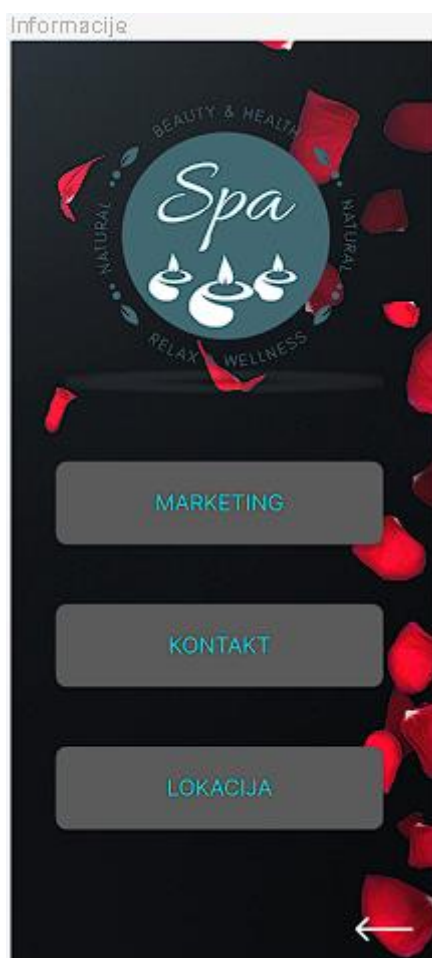 Informacije
BEAUTY & HEALTH
NATURAL
NATURAL
Spa
RELAX & WELLNESS
MARKETING
KONTAKT
LOKACIJA